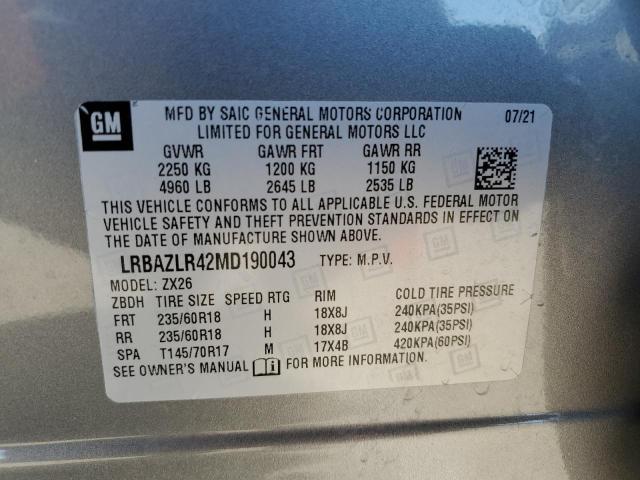 GM
MFD BY SAIC GENERAL MOTORS CORPORATION 07/21
LIMITED FOR GENERAL MOTORS LLC
GVWR GAWR FRT GAWR RR
2250 KG 1200 KG 1150 KG
4960 LB 2645 LB 2535 LB
THIS VEHICLE CONFORMS TO ALL APPLICABLE U.S. FEDERAL MOTOR
VEHICLE SAFETY AND THEFT PREVENTION STANDARDS IN EFFECT ON
THE DATE OF MANUFACTURE SHOWN ABOVE.
LRBAZLR42MD190043 TYPE: M.P.V.
MODEL: ZX26
ZBDH TIRE SIZE SPEED RTG RIM COLD TIRE PRESSURE
FRT 235/60R18 H 18X8J 240KPA(35PSI)
RR 235/60R18 H 18X8J 240KPA(35PSI)
SPA T145/70R17 M 17X4B 420KPA(60PSI)
SEE OWNER'S MANUAL FOR MORE INFORMATION.